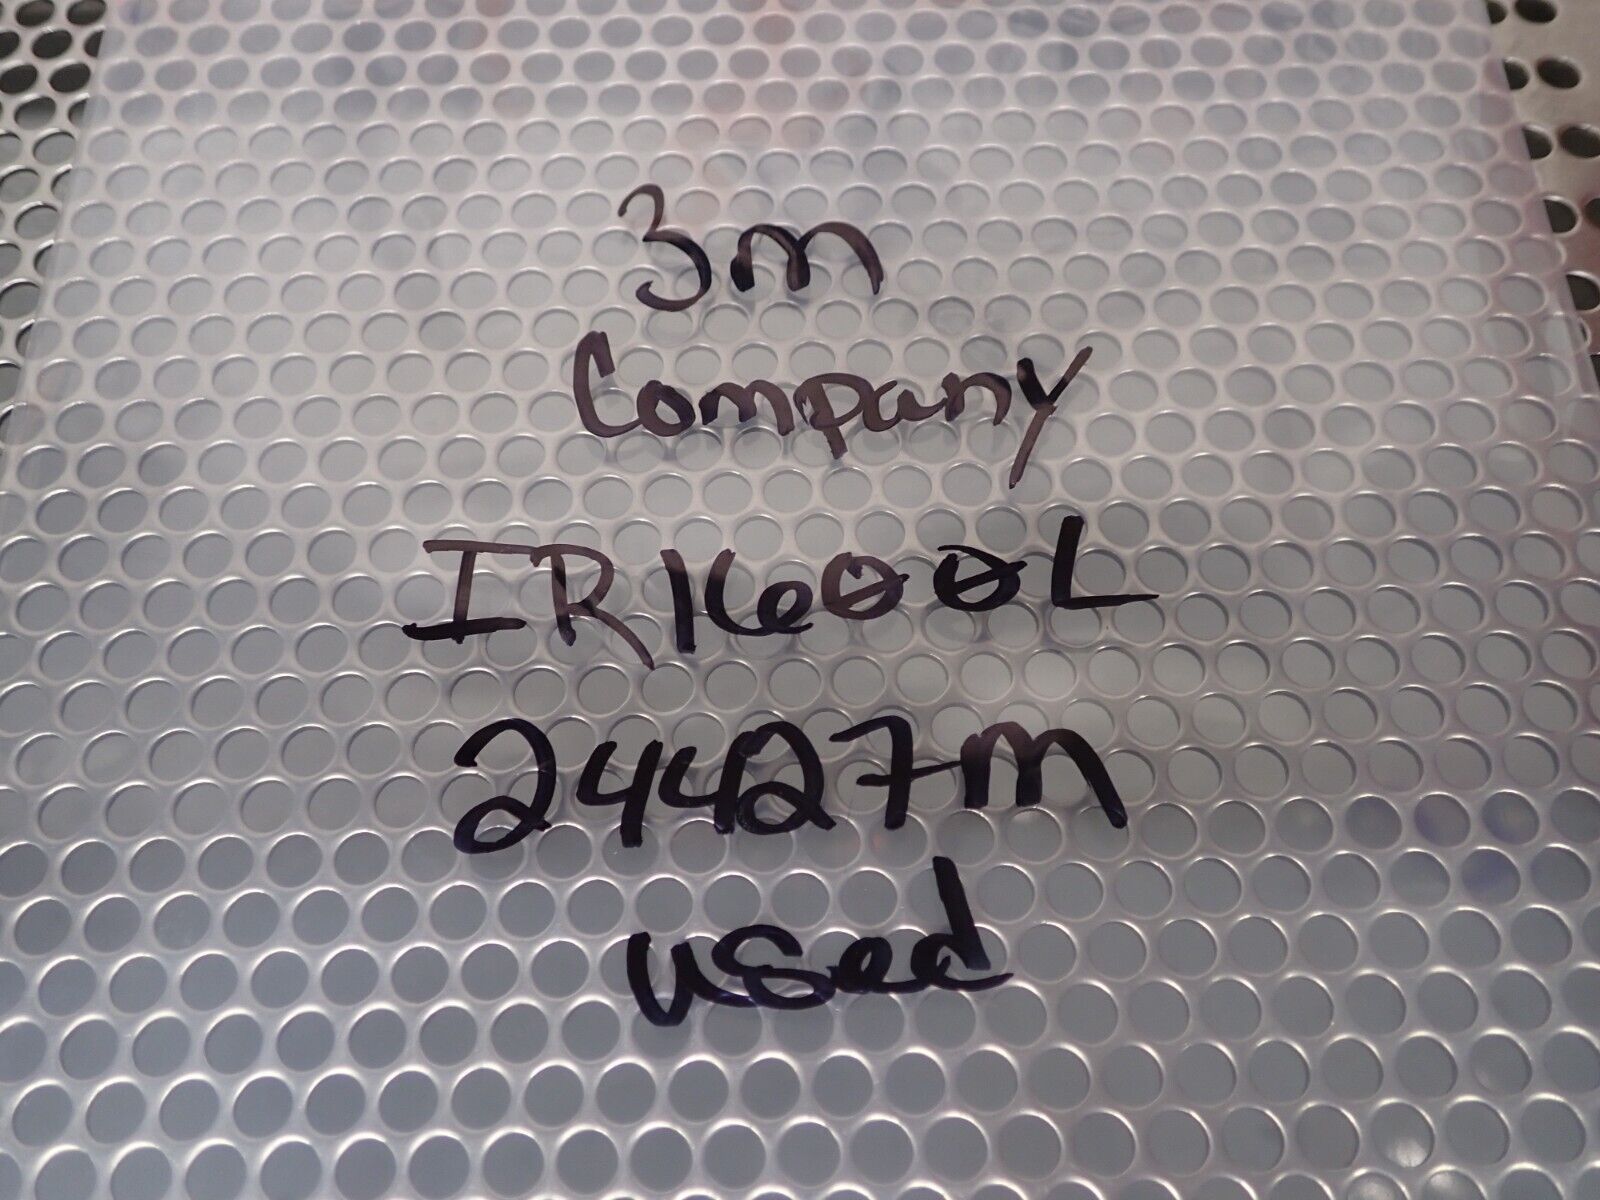 3m
Company
IR1600L
24427m
used